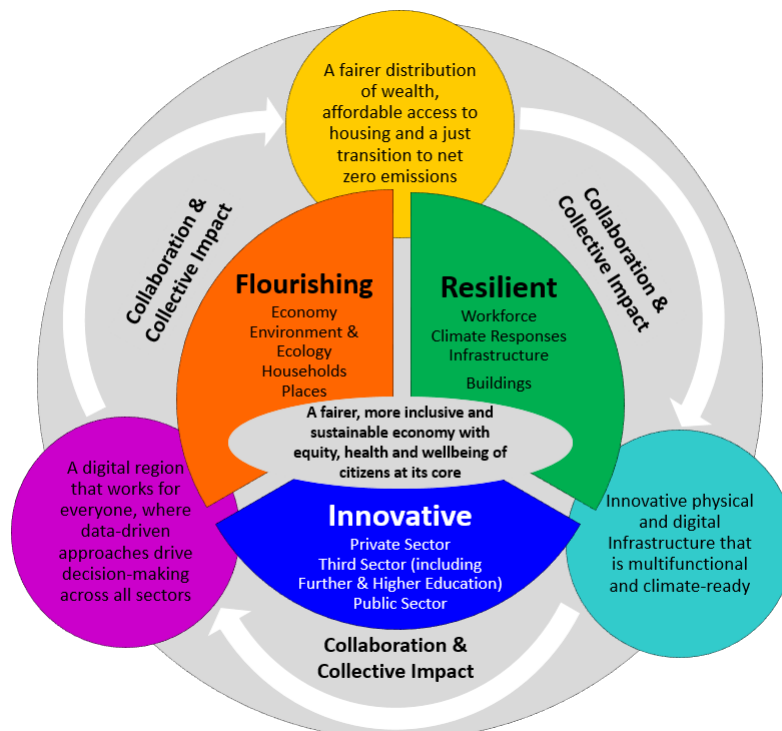 A fairer distribution
of wealth,
affordable access to
housing and a just
transition to net
zero emissions
Collaboration &
Collective Impact
Collaboration &
Collective Impact
Flourishing
Economy
Environment &
Ecology
Households
Places
Resilient
Workforce
Climate Responses
Infrastructure
Buildings
A fairer, more inclusive and
sustainable economy with
equity, health and wellbeing of
citizens at its core
A digital region
that works for
everyone, where
data-driven
approaches drive
decision-making
across all sectors
Innovative
Private Sector
Third Sector (including
Further & Higher Education)
Public Sector
Innovative physical
and digital
Infrastructure that
is multifunctional
and climate-ready
Collaboration &
Collective Impact